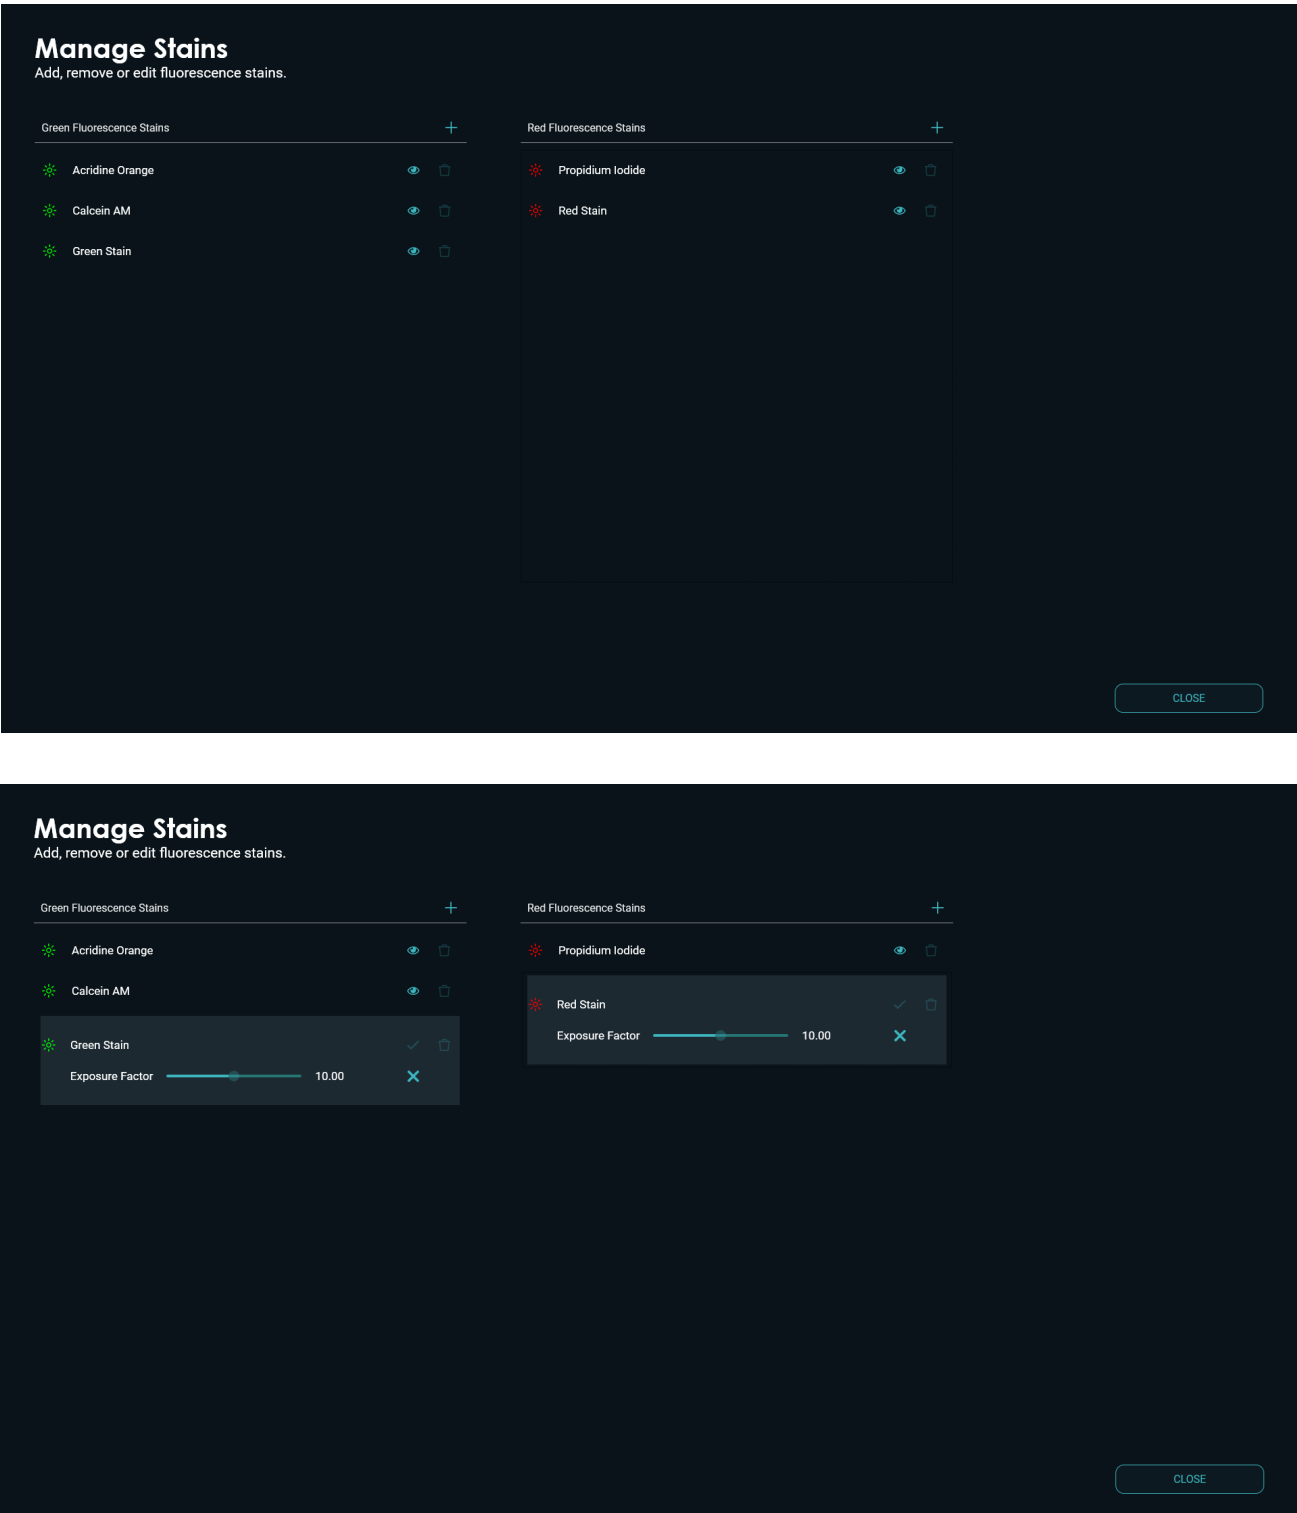 Manage Stains
Add, remove or edit fluorescence stains.
Green Fluorescence Stains
Acridine Orange
Calcein AM
Green Stain
Red Fluorescence Stains
Propidium Iodide
Red Stain
CLOSE
Manage Stains
Add, remove or edit fluorescence stains.
Green Fluorescence Stains
Acridine Orange
Calcein AM
Green Stain
Exposure Factor 10.00
Red Fluorescence Stains
Propidium Iodide
Red Stain
Exposure Factor 10.00
CLOSE